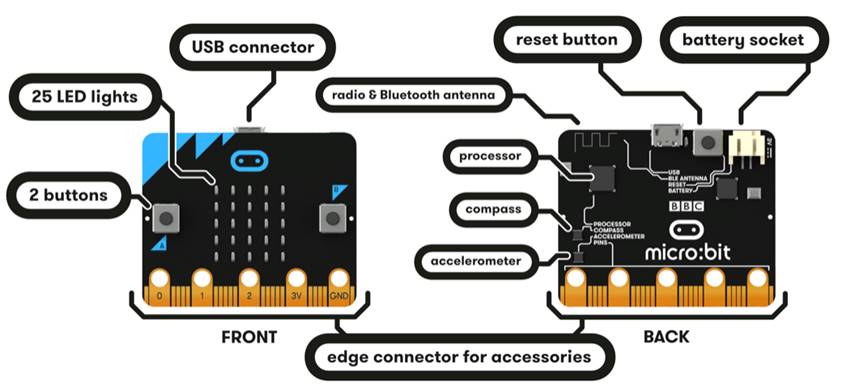 USB connector
25 LED lights
2 buttons
A
B
0 1 2 3V GND
FRONT
reset button
battery socket
radio & Bluetooth antenna
processor
compass
accelerometer
USB
BLE ANTENNA
RESET
BATTERY
BBC
PROCESSOR
COMPASS
ACCELEROMETER
PINS
micro:bit
BACK
edge connector for accessories